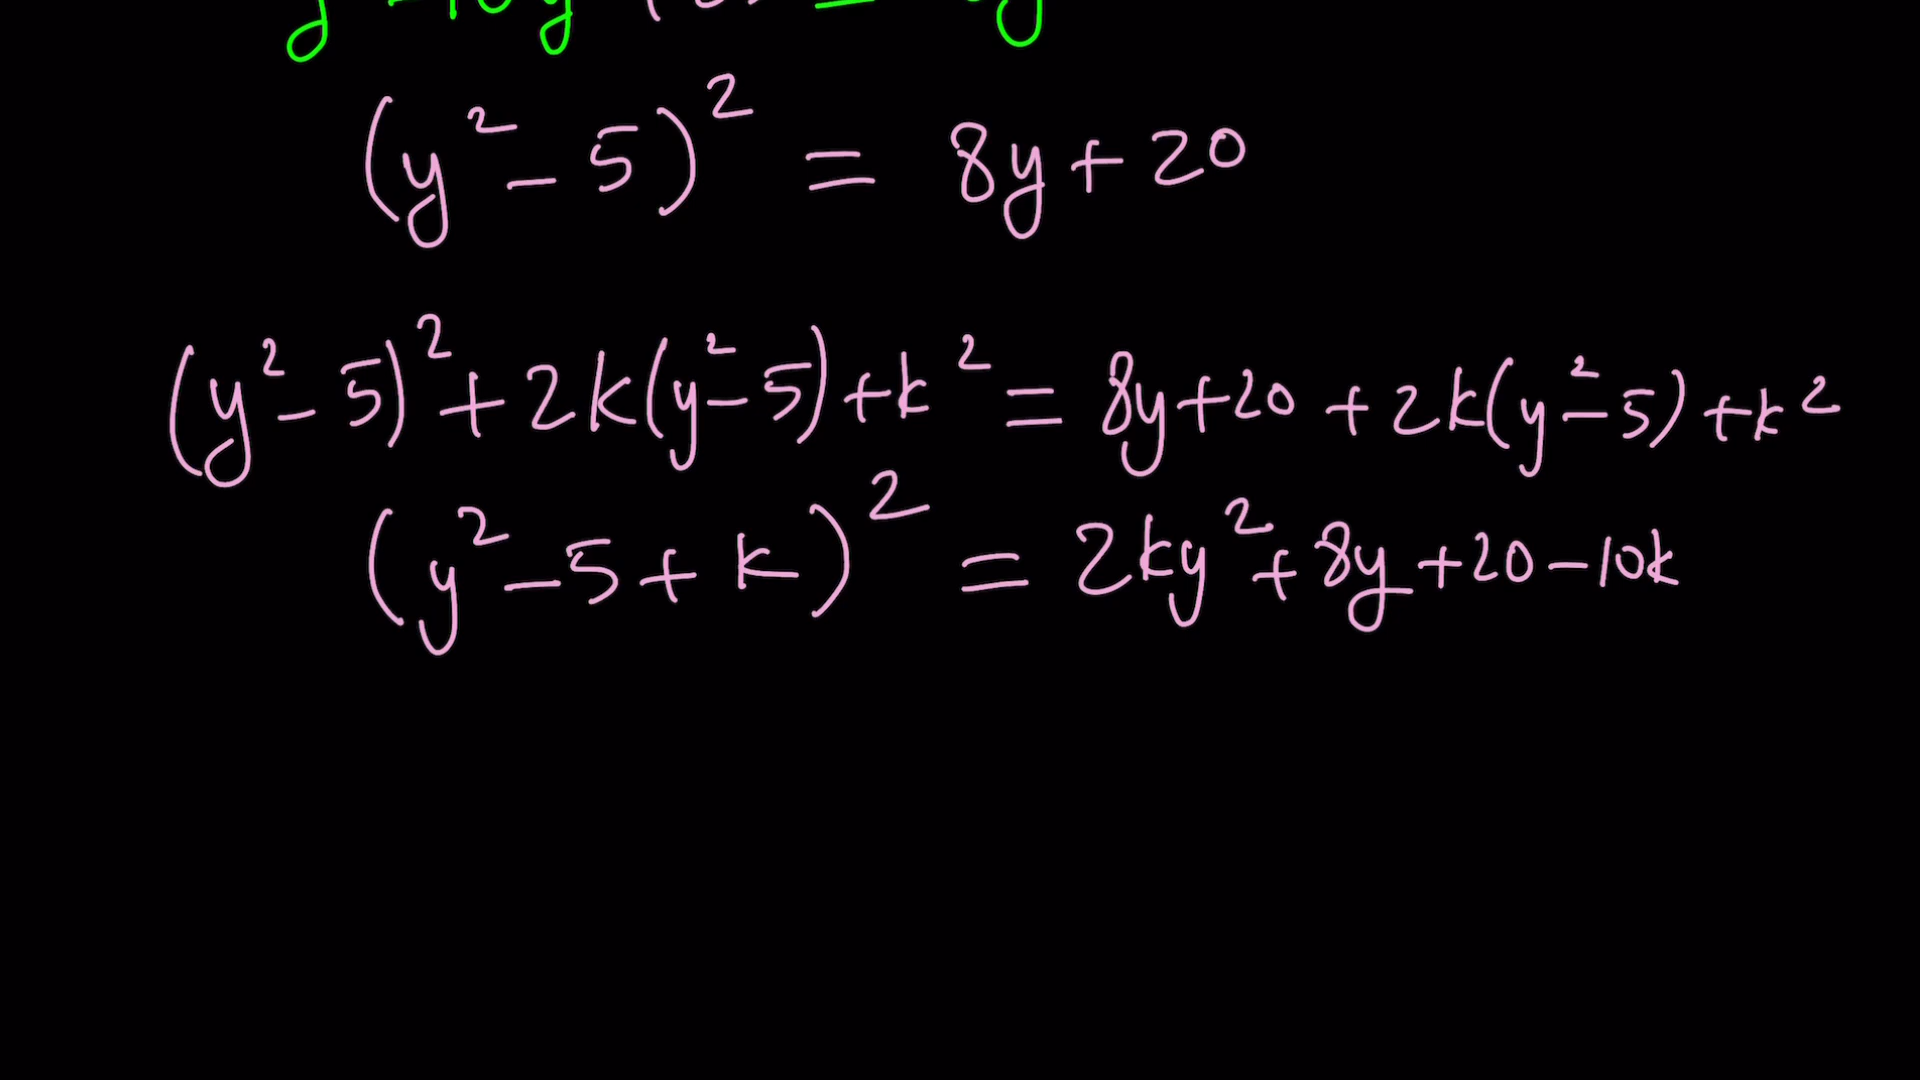 (y² - 5)² = 8y + 20
(y² - 5)² + 2k(y² - 5) + k² = 8y + 20 + 2k(y² - 5) + k²
(y² - 5 + k)² = 2ky² + 8y + 20 - 10k